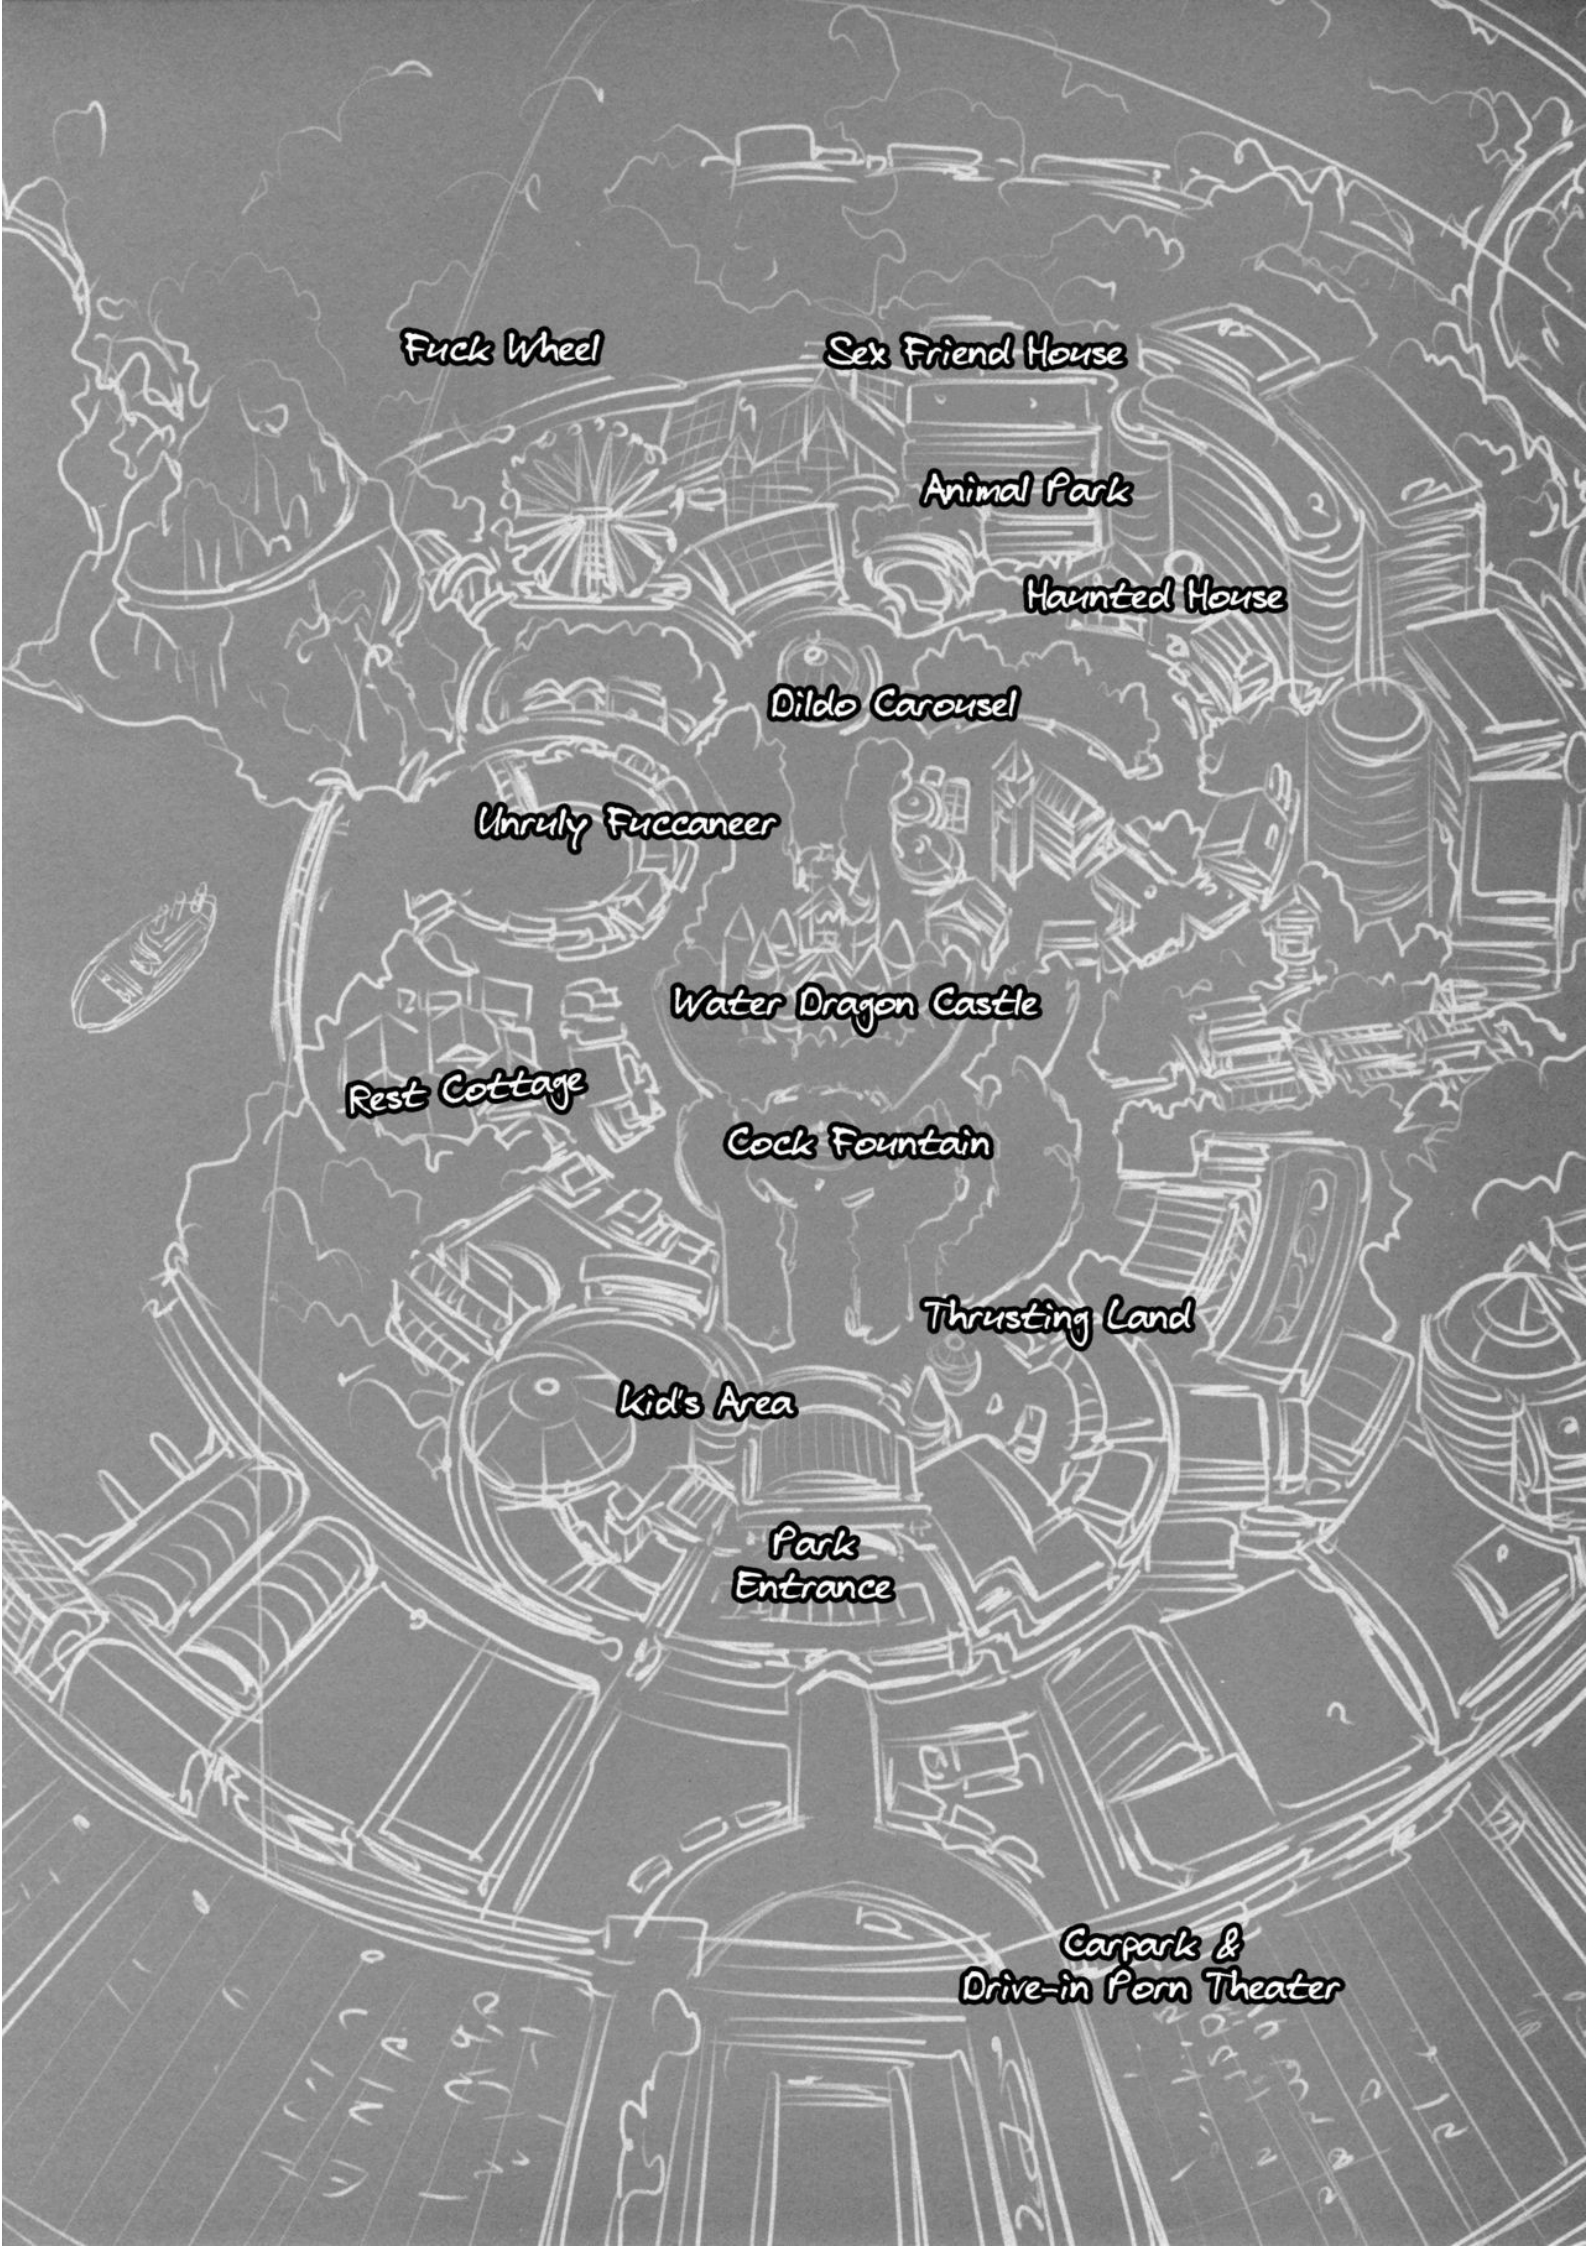 Fuck Wheel
Sex Friend House
Animal Park
Haunted House
Dildo Carousel
Unruly Fuccaneer
Water Dragon Castle
Rest Cottage
Cock Fountain
Thrusting Land
Kid's Area
Park
Entrance
Carpark &
Drive-in Porn Theater